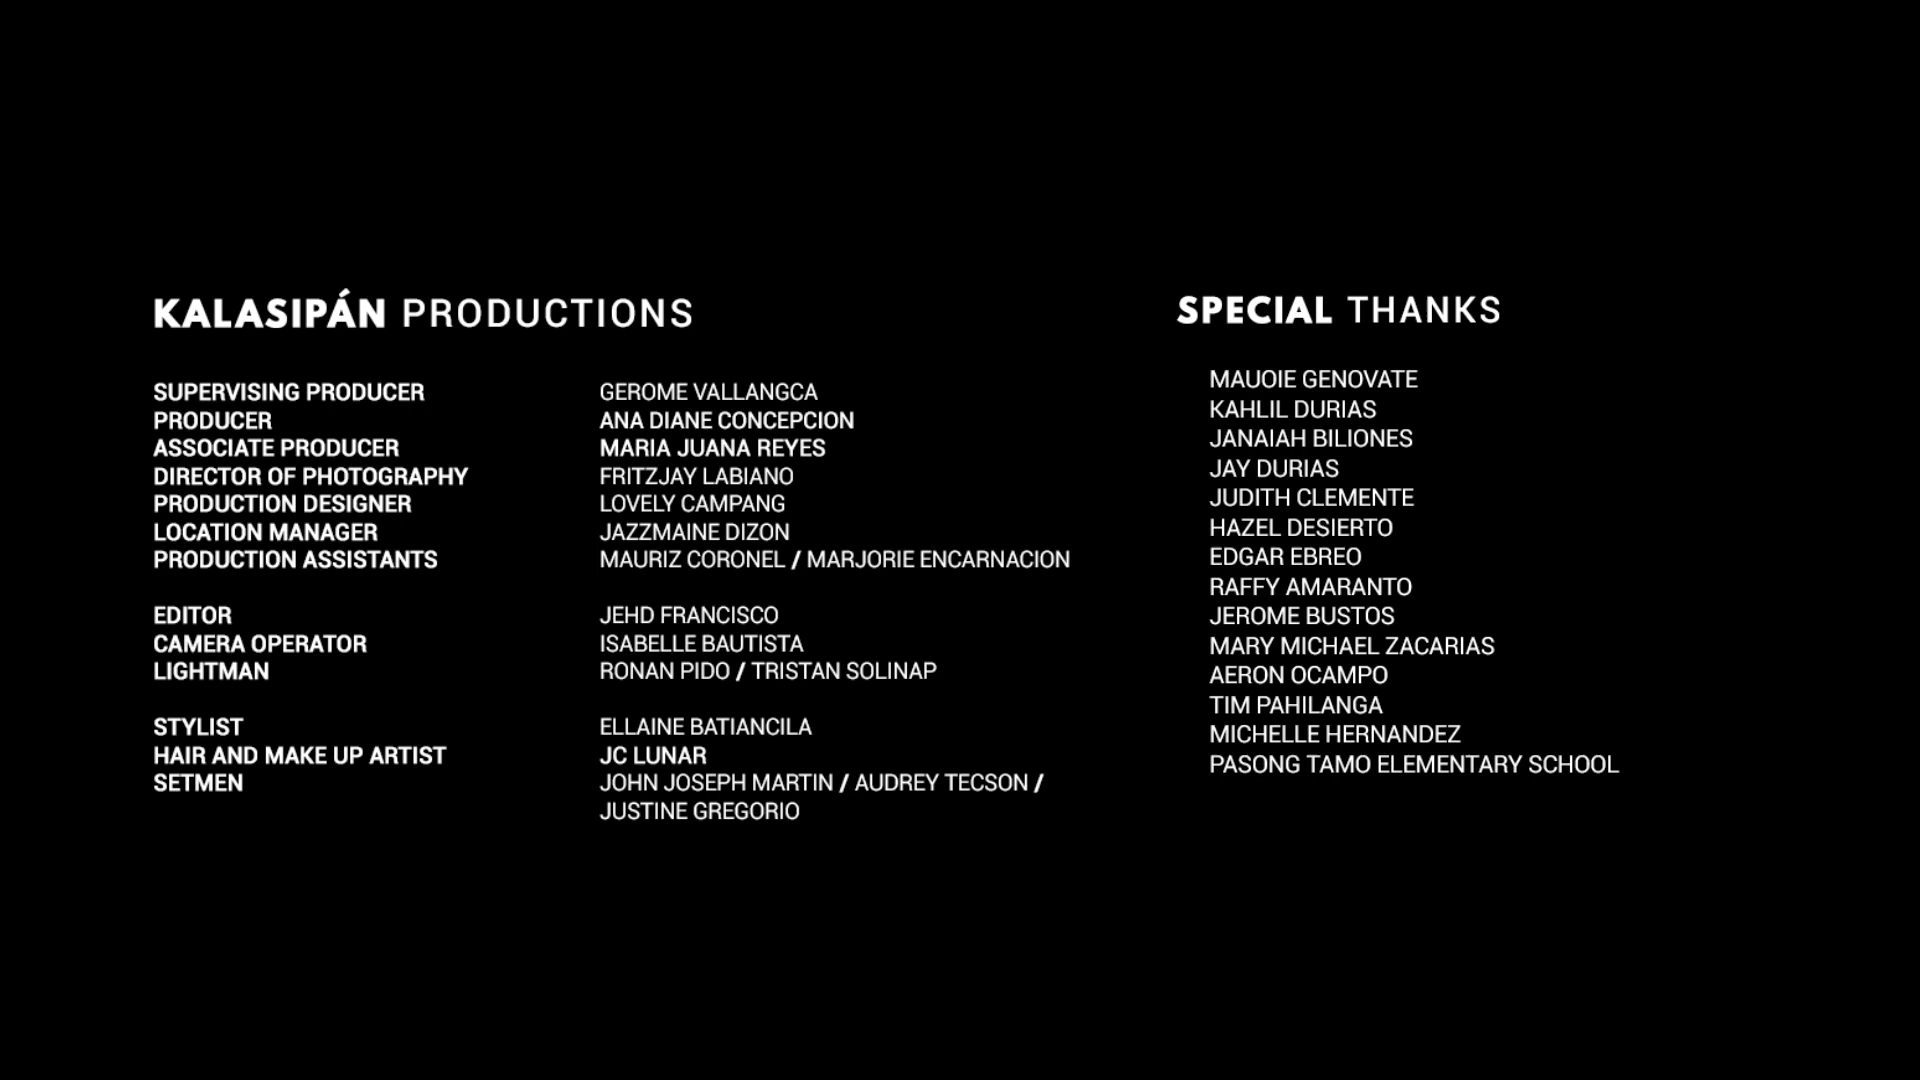 KALASIPÁN PRODUCTIONS
SUPERVISING PRODUCER GEROME VALLANGCA
PRODUCER ANA DIANE CONCEPCION
ASSOCIATE PRODUCER MARIA JUANA REYES
DIRECTOR OF PHOTOGRAPHY FRITZJAY LABIANO
PRODUCTION DESIGNER LOVELY CAMPANG
LOCATION MANAGER JAZZMAINE DIZON
PRODUCTION ASSISTANTS MAURIZ CORONEL / MARJORIE ENCARNACION
EDITOR JEHD FRANCISCO
CAMERA OPERATOR ISABELLE BAUTISTA
LIGHTMAN RONAN PIDO / TRISTAN SOLINAP
STYLIST ELLAINE BATIANCILA
HAIR AND MAKE UP ARTIST JC LUNAR
SETMEN JOHN JOSEPH MARTIN / AUDREY TECSON /
JUSTINE GREGORIO
SPECIAL THANKS
MAUOIE GENOVATE
KAHLIL DURIAS
JANAIAH BILIONES
JAY DURIAS
JUDITH CLEMENTE
HAZEL DESIERTO
EDGAR EBREO
RAFFY AMARANTO
JEROME BUSTOS
MARY MICHAEL ZACARIAS
AERON OCAMPO
TIM PAHILANGA
MICHELLE HERNANDEZ
PASONG TAMO ELEMENTARY SCHOOL